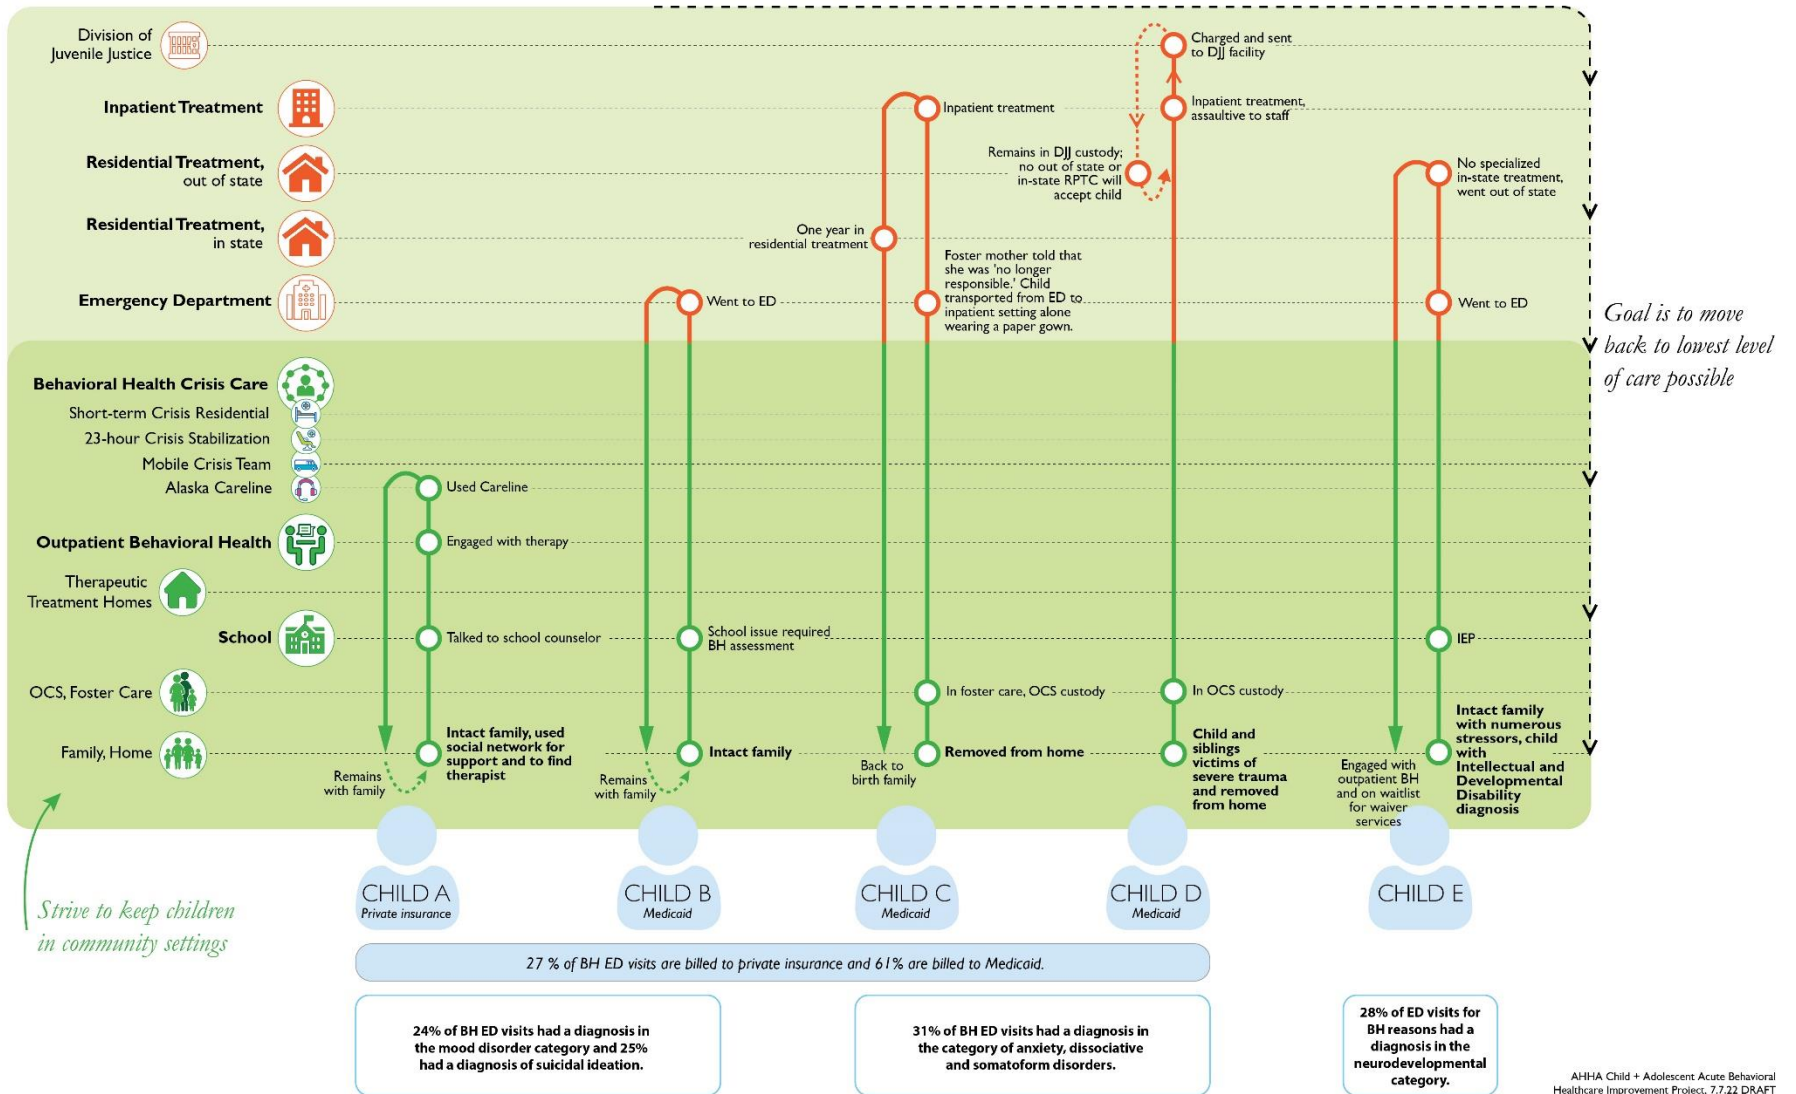 Division of
Juvenile Justice
Inpatient Treatment
Residential Treatment,
out of state
Residential Treatment,
in state
Emergency Department
Behavioral Health Crisis Care
Short-term Crisis Residential
23-hour Crisis Stabilization
Mobile Crisis Team
Alaska Careline
Outpatient Behavioral Health
Therapeutic
Treatment Homes
School
OCS, Foster Care
Family, Home
Strive to keep children
in community settings
Used Careline
Engaged with therapy
Talked to school counselor
Intact family, used
social network for
support and to find
therapist
Remains
with family
CHILD A
Private insurance
Went to ED
School issue required
BH assessment
Intact family
Remains
with family
CHILD B
Medicaid
Inpatient treatment
One year in
residential treatment
Foster mother told that
she was 'no longer
responsible.' Child
transported from ED to
inpatient setting alone
wearing a paper gown.
In foster care, OCS custody
Removed from home
Back to
birth family
CHILD C
Medicaid
Charged and sent
to DJJ facility
Inpatient treatment,
assaultive to staff
Remains in DJJ custody;
no out of state or
in-state RPTC will
accept child
In OCS custody
Child and
siblings
victims of
severe trauma
and removed
from home
CHILD D
Medicaid
No specialized
in-state treatment,
went out of state
Went to ED
IEP
Intact family
with numerous
stressors, child
with
Intellectual and
Developmental
Disability
diagnosis
Engaged with
outpatient BH
and on waitlist
for waiver
services
CHILD E
Goal is to move
back to lowest level
of care possible
27 % of BH ED visits are billed to private insurance and 61% are billed to Medicaid.
24% of BH ED visits had a diagnosis in
the mood disorder category and 25%
had a diagnosis of suicidal ideation.
31% of BH ED visits had a diagnosis in
the category of anxiety, dissociative
and somatoform disorders.
28% of ED visits for
BH reasons had a
diagnosis in the
neurodevelopmental
category.
AHHA Child + Adolescent Acute Behavioral
Healthcare Improvement Project, 7.7.22 DRAFT